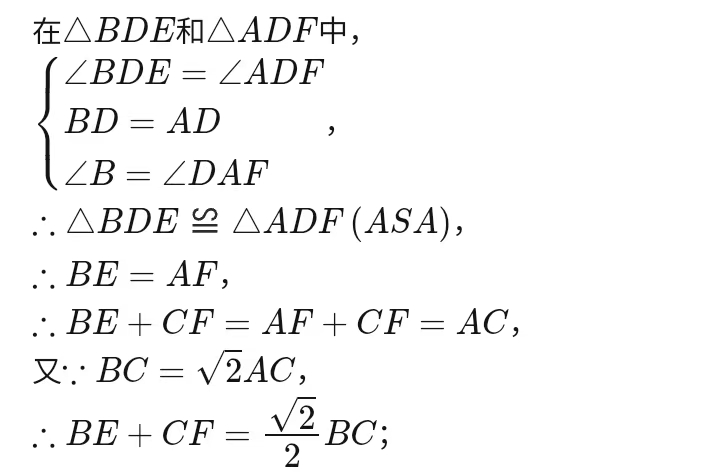 在△BDE和△ADF中,
{∠BDE = ∠ADF
BD = AD ,
∠B = ∠DAF
∴ △BDE ≌ △ADF (ASA),
∴ BE = AF,
∴ BE + CF = AF + CF = AC,
又∵ BC = √2AC,
∴ BE + CF = √2/2 BC;